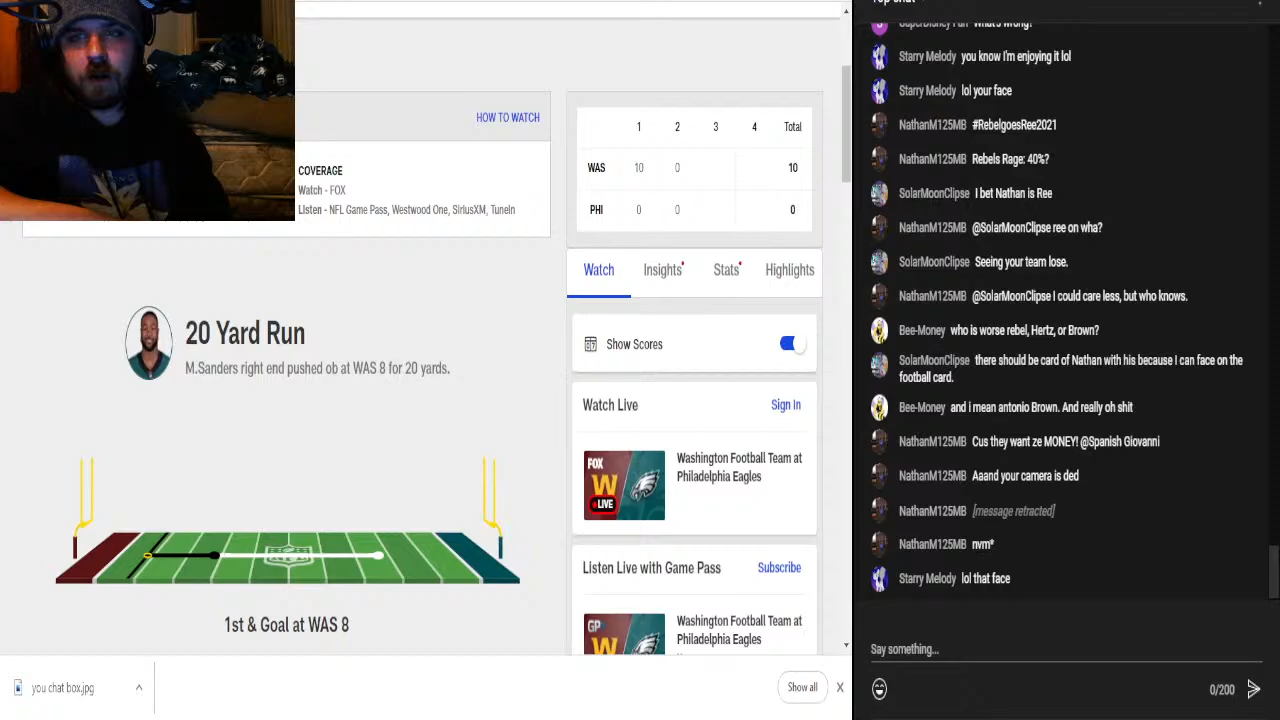 HOW TO WATCH
COVERAGE
Watch - FOX
Listen - NFL Game Pass, Westwood One, SiriusXM, TuneIn
20 Yard Run
M.Sanders right end pushed ob at WAS 8 for 20 yards.
1st & Goal at WAS 8
1 2 3 4 Total
WAS 10 0 10
PHI 0 0 0
Watch Insights Stats Highlights
Show Scores
Watch Live Sign In
FOX
W
LIVE
Washington Football Team at
Philadelphia Eagles
Listen Live with Game Pass Subscribe
GP
W
Washington Football Team at
Philadelphia Eagles
you chat box.jpg
Show all
Top chat
SuperDisney Fan What's wrong?
Starry Melody you know I'm enjoying it lol
Starry Melody lol your face
NathanM125MB #RebelgoesRee2021
NathanM125MB Rebels Rage: 40%?
SolarMoonClipse I bet Nathan is Ree
NathanM125MB @SolarMoonClipse ree on wha?
SolarMoonClipse Seeing your team lose.
NathanM125MB @SolarMoonClipse I could care less, but who knows.
Bee-Money who is worse rebel, Hertz, or Brown?
SolarMoonClipse there should be card of Nathan with his because I can face on the
football card.
Bee-Money and i mean antonio Brown. And really oh shit
NathanM125MB Cus they want ze MONEY! @Spanish Giovanni
NathanM125MB Aaand your camera is ded
NathanM125MB [message retracted]
NathanM125MB nvm*
Starry Melody lol that face
Say something...
0/200